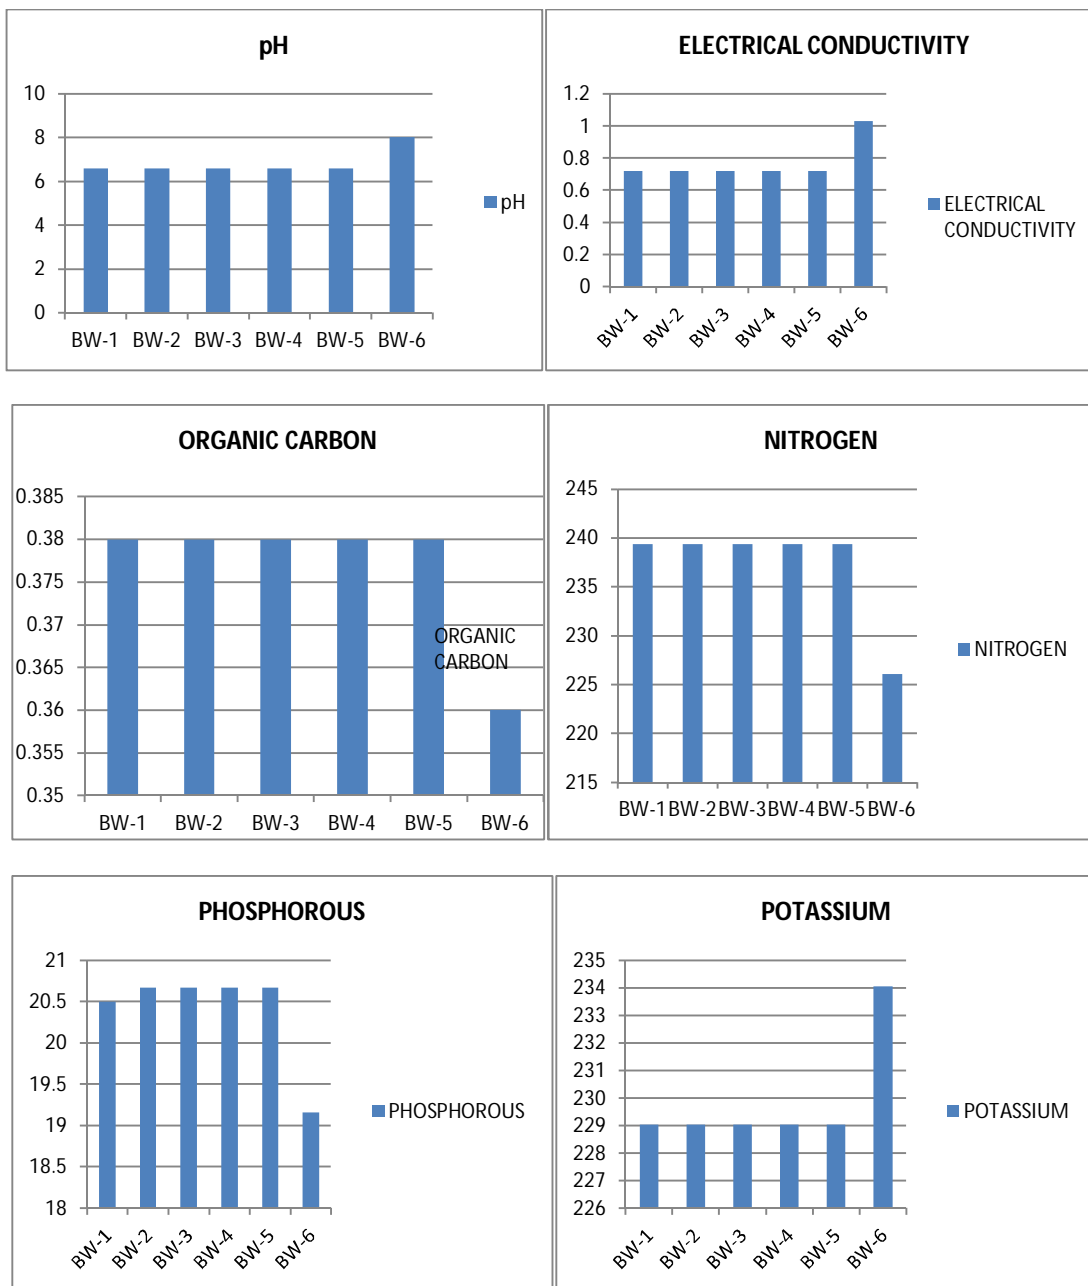 pH
10
8
6
4
2
0
BW-1 BW-2 BW-3 BW-4 BW-5 BW-6
pH
ELECTRICAL CONDUCTIVITY
1.2
1
0.8
0.6
0.4
0.2
0
BW-1 BW-2 BW-3 BW-4 BW-5 BW-6
ELECTRICAL
CONDUCTIVITY
ORGANIC CARBON
0.385
0.38
0.375
0.37
0.365
0.36
0.355
0.35
BW-1 BW-2 BW-3 BW-4 BW-5 BW-6
ORGANIC
CARBON
NITROGEN
245
240
235
230
225
220
215
BW-1 BW-2 BW-3 BW-4 BW-5 BW-6
NITROGEN
PHOSPHOROUS
21
20.5
20
19.5
19
18.5
18
BW-1 BW-2 BW-3 BW-4 BW-5 BW-6
PHOSPHOROUS
POTASSIUM
235
234
233
232
231
230
229
228
227
226
BW-1 BW-2 BW-3 BW-4 BW-5 BW-6
POTASSIUM